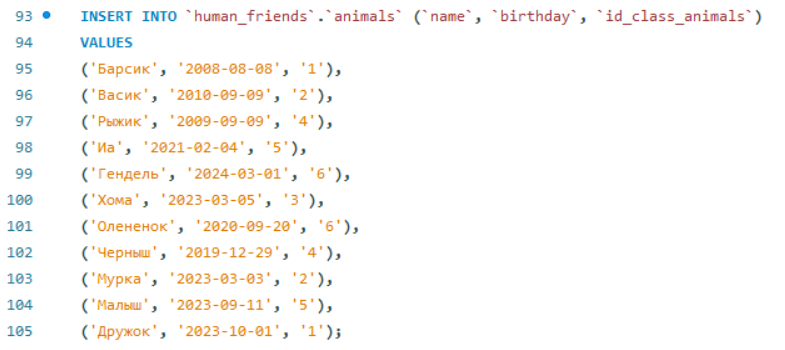 93 INSERT INTO `human_friends`.`animals` (`name`, `birthday`, `id_class_animals`)
94 VALUES
95 ('Барсик', '2008-08-08', '1'),
96 ('Васик', '2010-09-09', '2'),
97 ('Рыжик', '2009-09-09', '4'),
98 ('Иа', '2021-02-04', '5'),
99 ('Гендель', '2024-03-01', '6'),
100 ('Хома', '2023-03-05', '3'),
101 ('Олененок', '2020-09-20', '6'),
102 ('Черныш', '2019-12-29', '4'),
103 ('Мурка', '2023-03-03', '2'),
104 ('Малыш', '2023-09-11', '5'),
105 ('Дружок', '2023-10-01', '1');